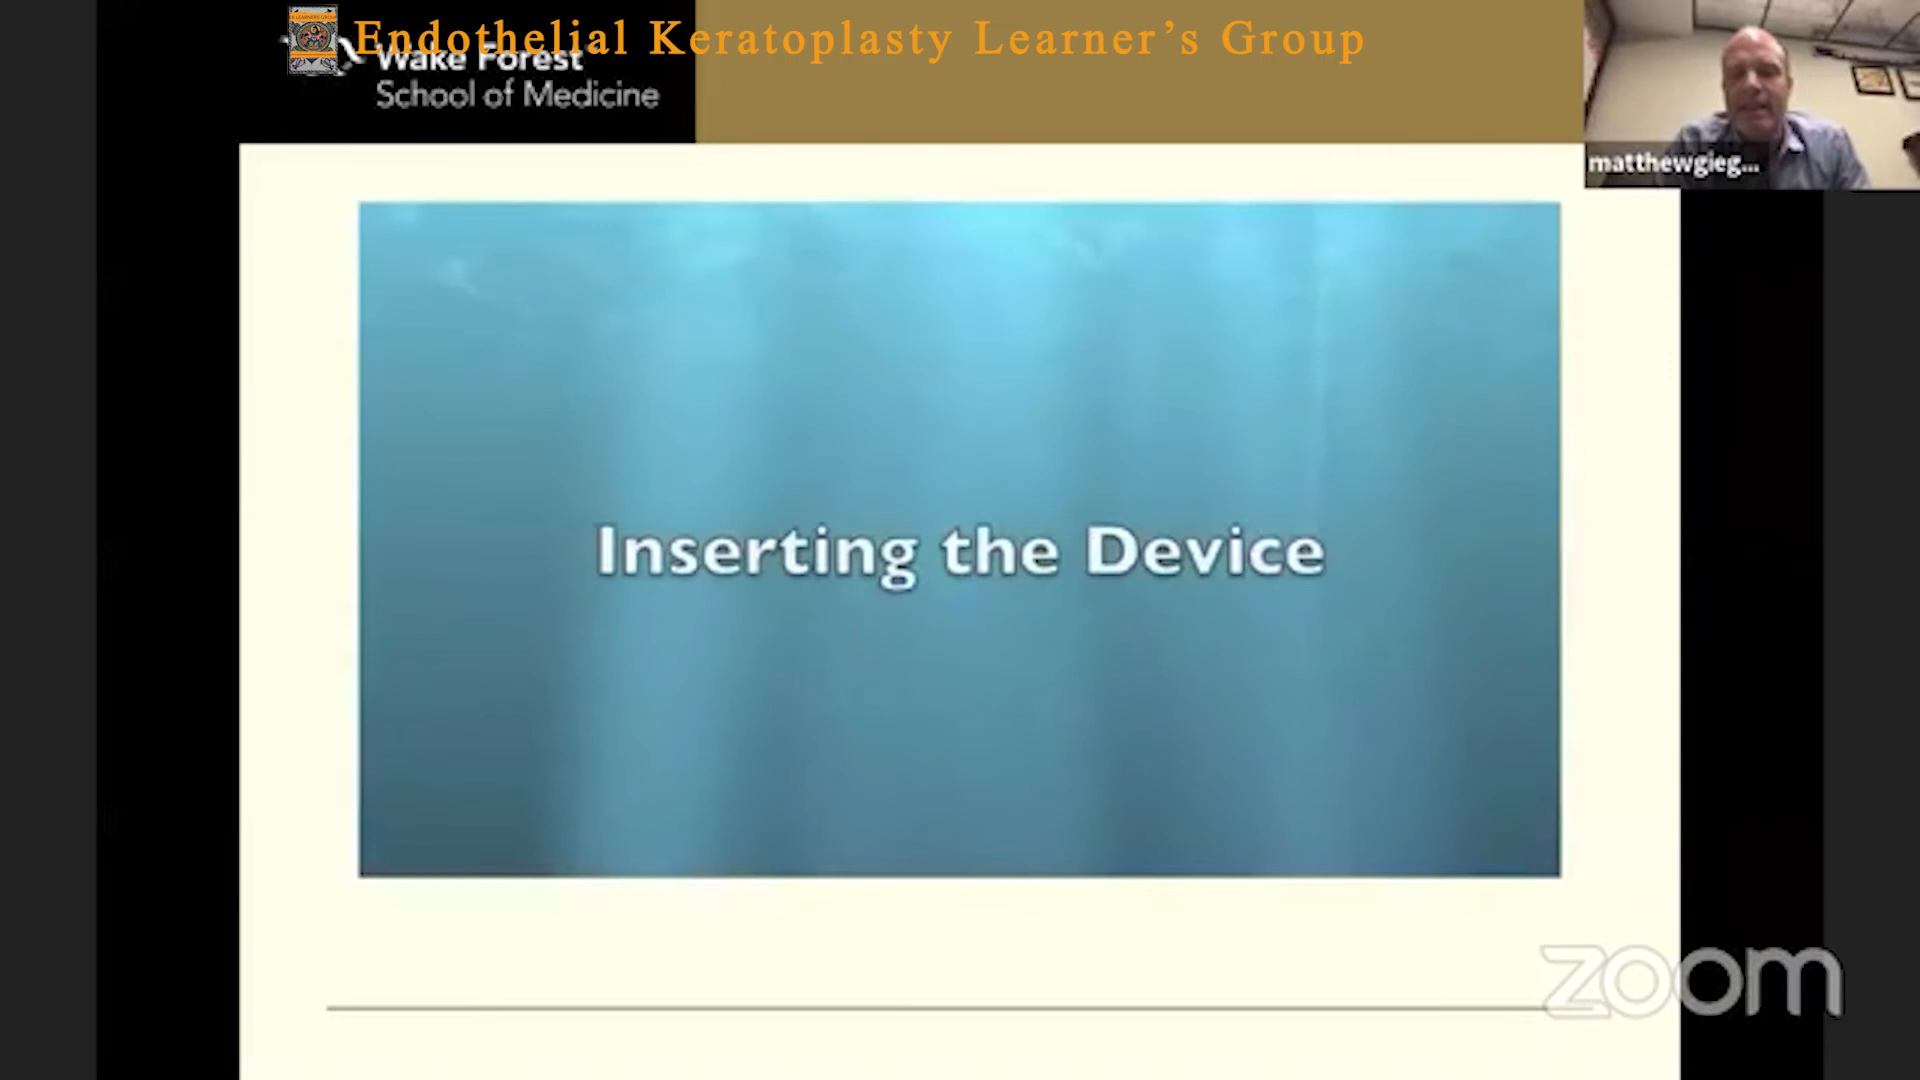 Endothelial Keratoplasty Learner's Group
Wake Forest
School of Medicine
matthewgieg...
Inserting the Device
zoom